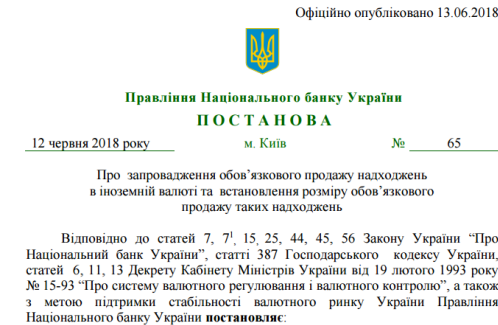 Офіційно опубліковано 13.06.2018
Правління Національного банку України
П О С Т А Н О В А
12 червня 2018 року м. Київ № 65
Про запровадження обов’язкового продажу надходжень
в іноземній валюті та встановлення розміру обов’язкового
продажу таких надходжень
Відповідно до статей 7, 7¹, 15, 25, 44, 45, 56 Закону України “Про
Національний банк України”, статті 387 Господарського кодексу України,
статей 6, 11, 13 Декрету Кабінету Міністрів України від 19 лютого 1993 року
№ 15-93 “Про систему валютного регулювання і валютного контролю”, а також
з метою підтримки стабільності валютного ринку України Правління
Національного банку України постановляє: